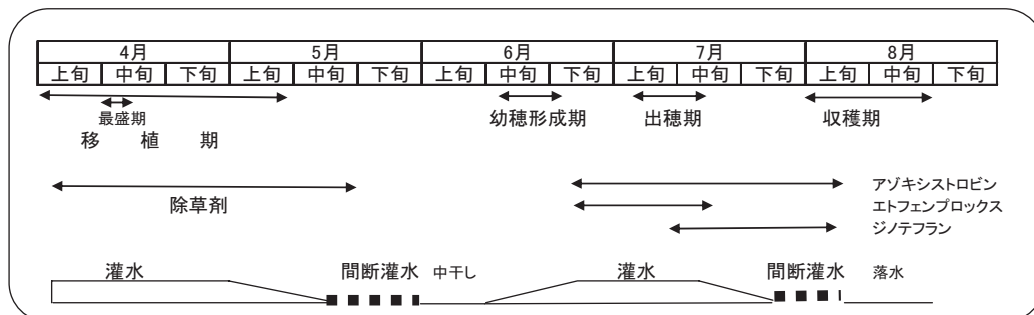 4月 5月 6月 7月 8月
上旬 中旬 下旬 上旬 中旬 下旬 上旬 中旬 下旬 上旬 中旬 下旬 上旬 中旬 下旬
最盛期
移 植 期
幼穂形成期 出穂期 収穫期
除草剤
アゾキシストロビン
エトフェンプロックス
ジノテフラン
灌水 間断灌水 中干し 灌水 間断灌水 落水